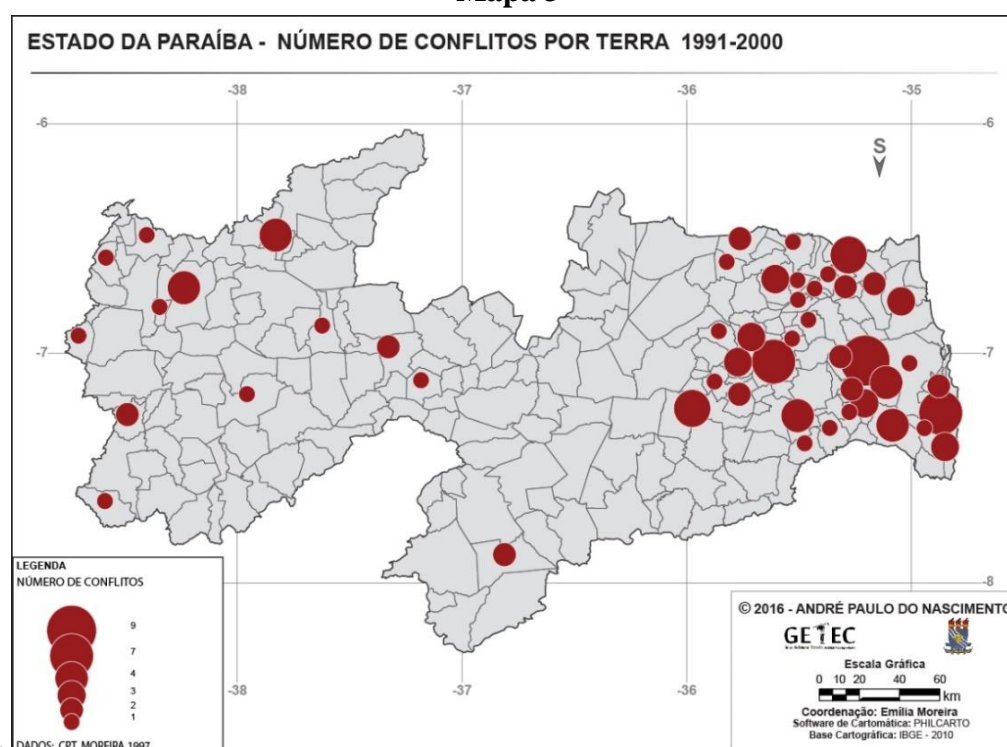 ESTADO DA PARAÍBA - NÚMERO DE CONFLITOS POR TERRA 1991-2000
-38 -37 -36 -35
-6 -6
S
-7 -7
-8
-38 -37 -36
LEGENDA
NÚMERO DE CONFLITOS
9
7
4
3
2
1
DADOS: CPT, MOREIRA 1997
© 2016 - ANDRÉ PAULO DO NASCIMENTO
GETEC
Escala Gráfica
0 10 20 40 60
km
Coordenação: Emília Moreira
Software de Cartomática: PHILCARTO
Base Cartográfica: IBGE - 2010